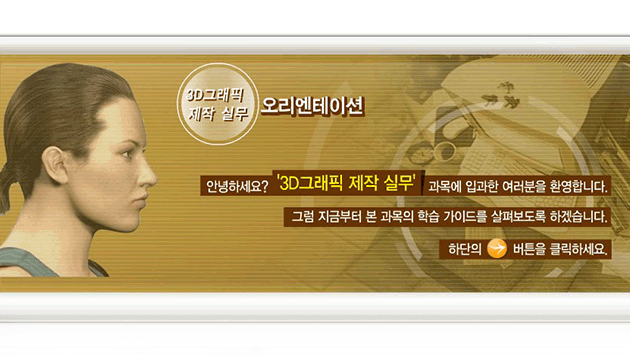 3D그래픽
제작 실무
오리엔테이션
안녕하세요? '3D그래픽 제작 실무' 과목에 입과한 여러분을 환영합니다.
그럼 지금부터 본 과목의 학습 가이드를 살펴보도록 하겠습니다.
하단의 버튼을 클릭하세요.